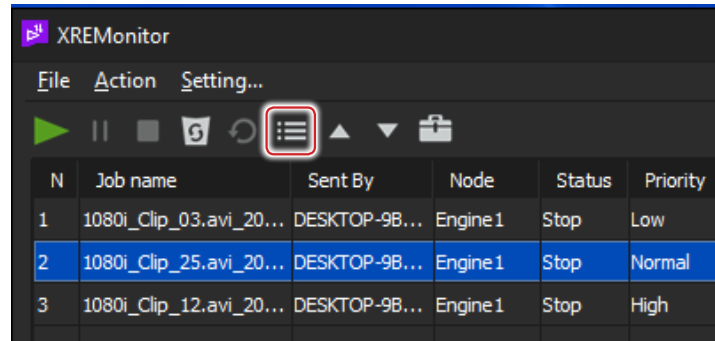 XREMonitor
File Action Setting...
N Job name Sent By Node Status Priority
1 1080i_Clip_03.avi_20... DESKTOP-9B... Engine1 Stop Low
2 1080i_Clip_25.avi_20... DESKTOP-9B... Engine1 Stop Normal
3 1080i_Clip_12.avi_20... DESKTOP-9B... Engine1 Stop High